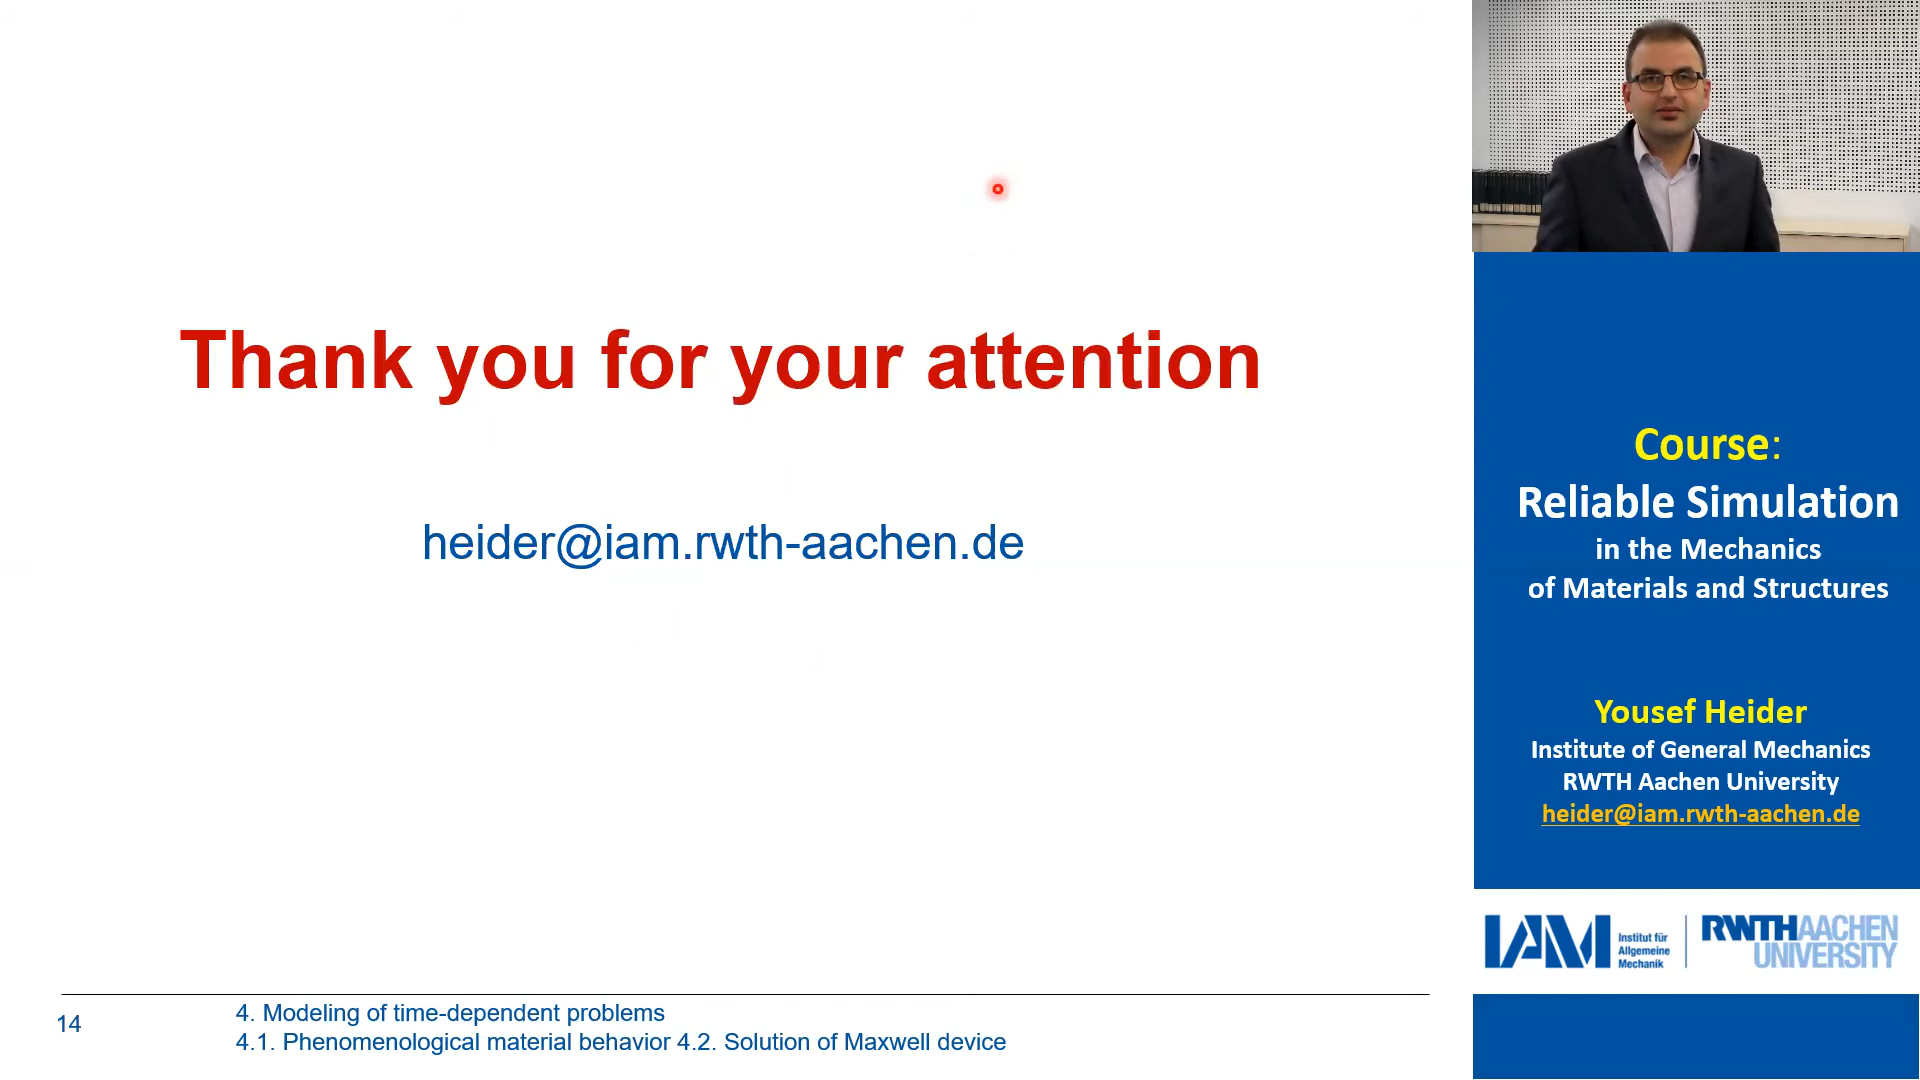 Thank you for your attention
heider@iam.rwth-aachen.de
Course:
Reliable Simulation
in the Mechanics
of Materials and Structures
Yousef Heider
Institute of General Mechanics
RWTH Aachen University
heider@iam.rwth-aachen.de
IAM
Institut für
Allgemeine
Mechanik
RWTHAACHEN
UNIVERSITY
14
4. Modeling of time-dependent problems
4.1. Phenomenological material behavior 4.2. Solution of Maxwell device